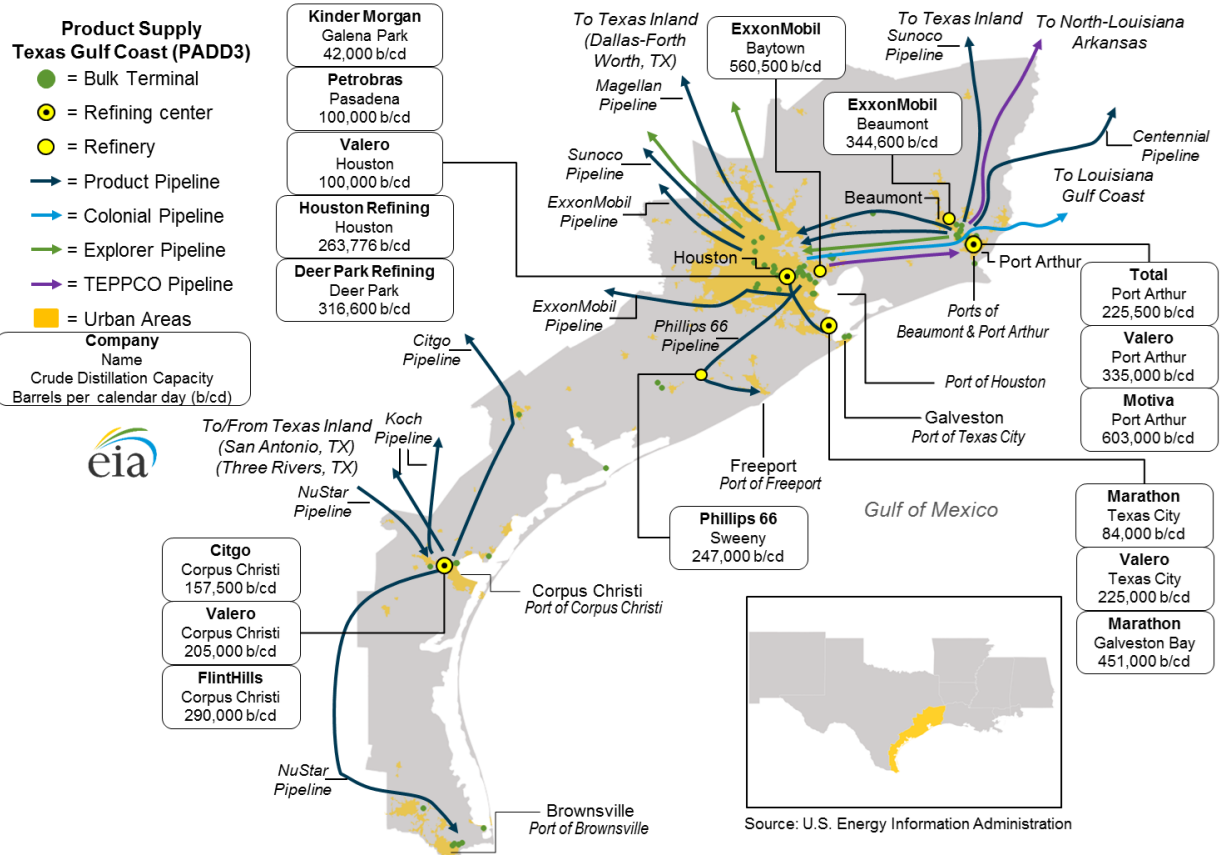 Product Supply
Texas Gulf Coast (PADD3)
= Bulk Terminal
= Refining center
= Refinery
= Product Pipeline
= Colonial Pipeline
= Explorer Pipeline
= TEPPCO Pipeline
= Urban Areas
Company
Name
Crude Distillation Capacity
Barrels per calendar day (b/cd)
eia
Kinder Morgan
Galena Park
42,000 b/cd
Petrobras
Pasadena
100,000 b/cd
Valero
Houston
100,000 b/cd
Houston Refining
Houston
263,776 b/cd
Deer Park Refining
Deer Park
316,600 b/cd
To Texas Inland
(Dallas-Forth
Worth, TX)
Magellan
Pipeline
Sunoco
Pipeline
ExxonMobil
Pipeline
ExxonMobil
Baytown
560,500 b/cd
ExxonMobil
Beaumont
344,600 b/cd
To Texas Inland
Sunoco
Pipeline
To North-Louisiana
Arkansas
Centennial
Pipeline
To Louisiana
Gulf Coast
Beaumont
Houston
Port Arthur
Ports of
Beaumont & Port Arthur
Port of Houston
Galveston
Port of Texas City
Total
Port Arthur
225,500 b/cd
Valero
Port Arthur
335,000 b/cd
Motiva
Port Arthur
603,000 b/cd
ExxonMobil
Pipeline
Phillips 66
Pipeline
Citgo
Pipeline
Koch
Pipeline
To/From Texas Inland
(San Antonio, TX)
(Three Rivers, TX)
NuStar
Pipeline
Freeport
Port of Freeport
Gulf of Mexico
Phillips 66
Sweeny
247,000 b/cd
Marathon
Texas City
84,000 b/cd
Valero
Texas City
225,000 b/cd
Marathon
Galveston Bay
451,000 b/cd
Citgo
Corpus Christi
157,500 b/cd
Valero
Corpus Christi
205,000 b/cd
FlintHills
Corpus Christi
290,000 b/cd
Corpus Christi
Port of Corpus Christi
NuStar
Pipeline
Brownsville
Port of Brownsville
Source: U.S. Energy Information Administration